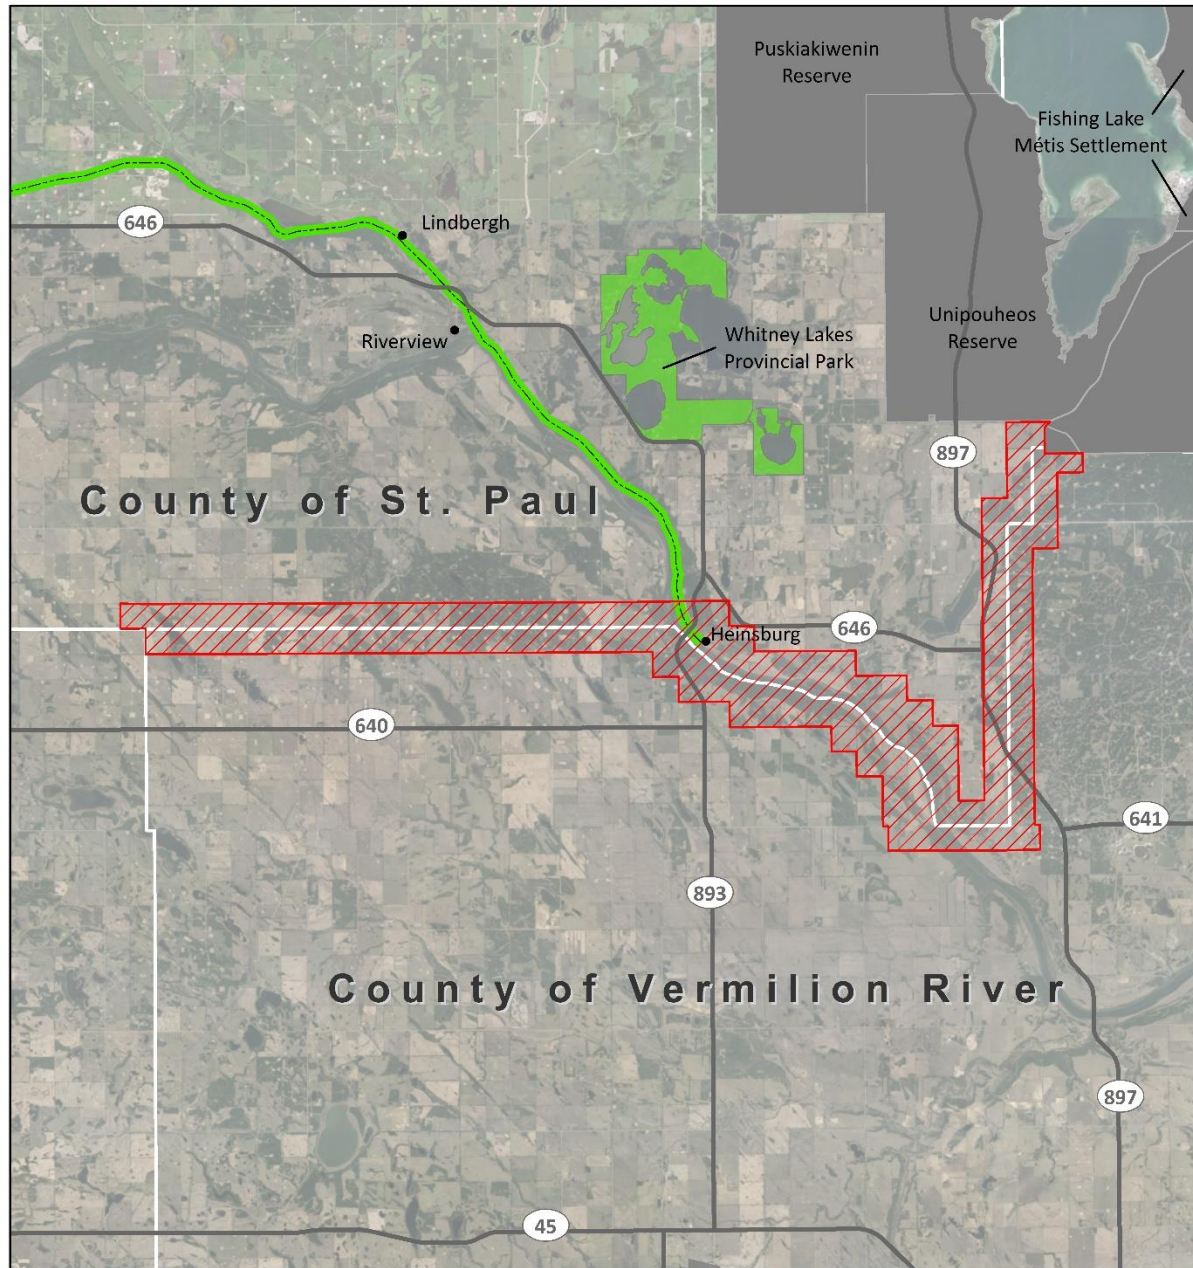 Puskiakiwenin
Reserve
Fishing Lake
Métis Settlement
646
Lindbergh
Riverview
Whitney Lakes
Provincial Park
Unipouheos
Reserve
897
County of St. Paul
Heinsburg
646
640
641
893
County of Vermilion River
897
45